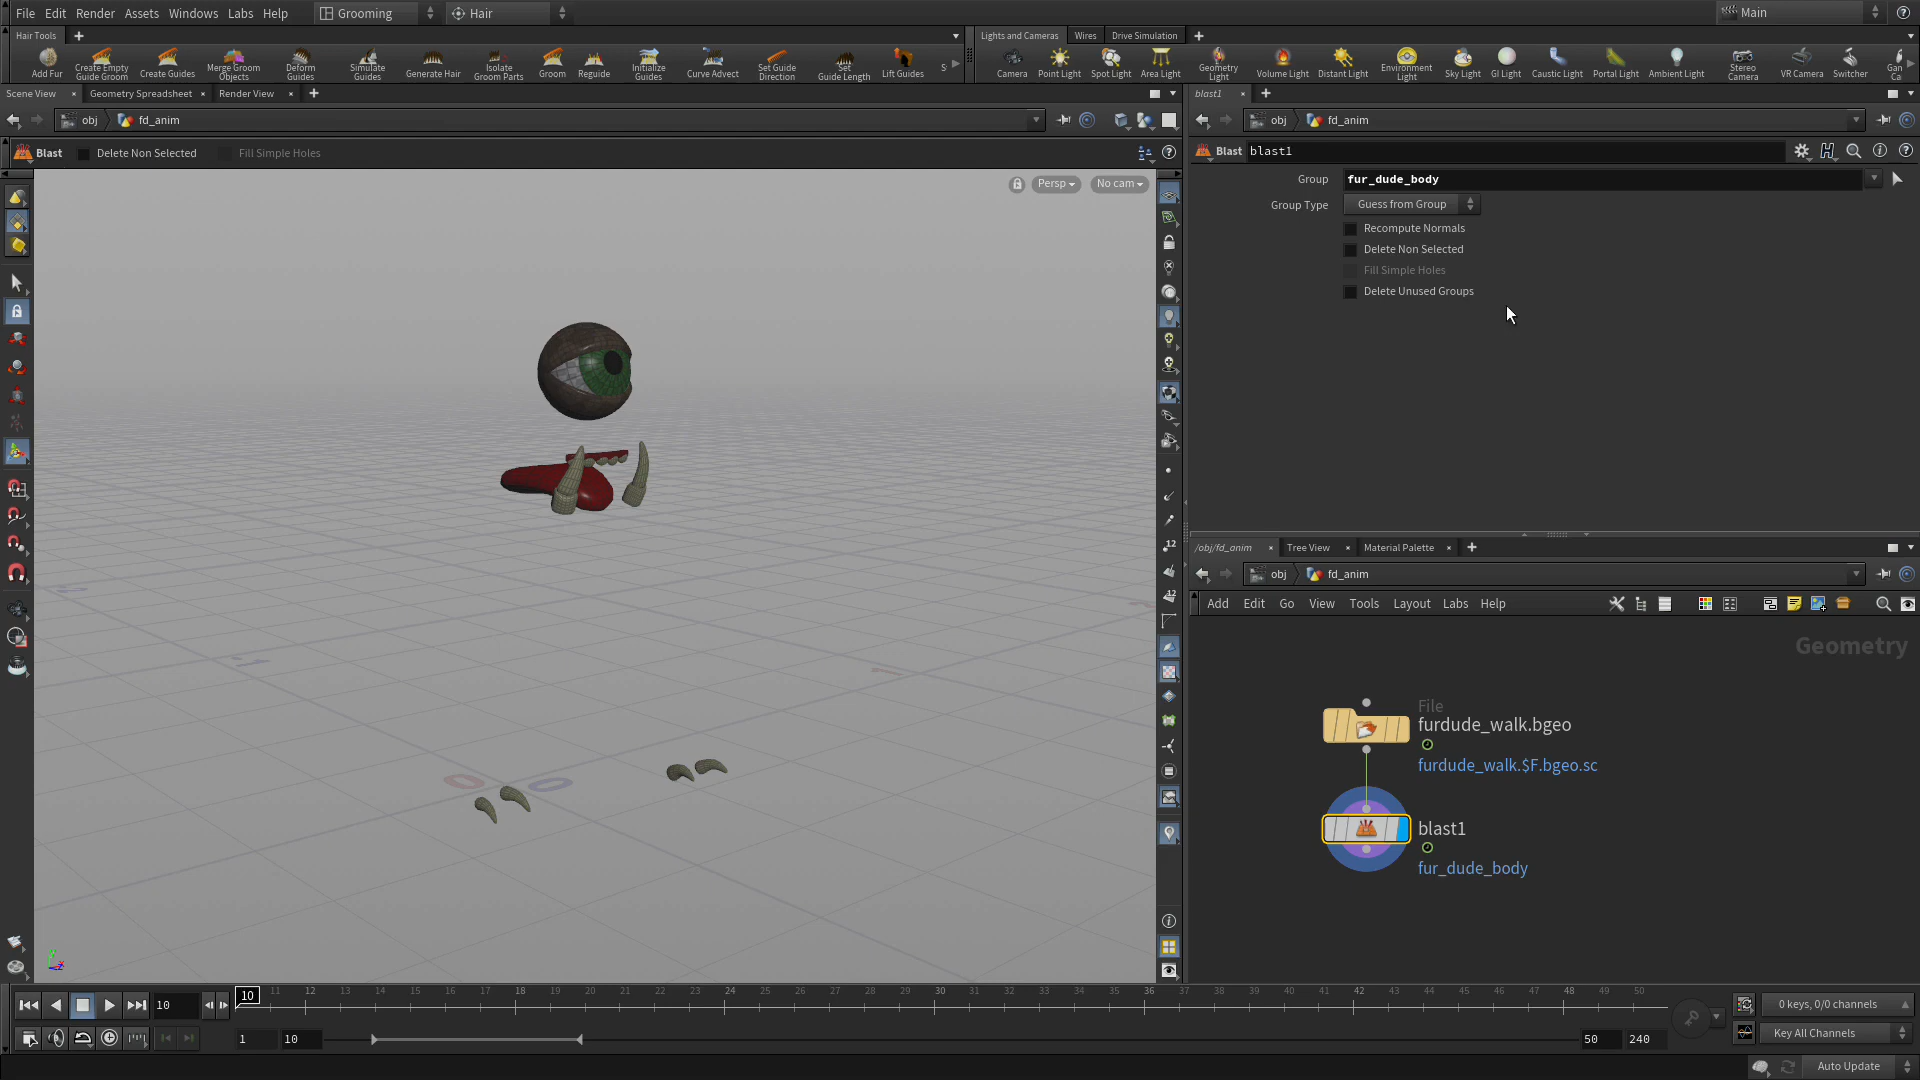 File Edit Render Assets Windows Labs Help Grooming Hair Main
Hair Tools Lights and Cameras Wires Drive Simulation
Add Fur Create Empty Guide Groom Create Guides Merge Groom Objects Deform Guides Simulate Guides Generate Hair Isolate Groom Parts Groom Reguide Initialize Guides Curve Advect Set Guide Direction Set Guide Length Lift Guides S
Camera Point Light Spot Light Area Light Geometry Light Volume Light Distant Light Environment Light Sky Light GI Light Caustic Light Portal Light Ambient Light Stereo Camera VR Camera Switcher Gan Ca
Scene View Geometry Spreadsheet Render View
blast1
obj fd_anim
obj fd_anim
Blast Delete Non Selected Fill Simple Holes
Blast blast1
Persp No cam
Group fur_dude_body
Group Type Guess from Group
Recompute Normals
Delete Non Selected
Fill Simple Holes
Delete Unused Groups
/obj/fd_anim Tree View Material Palette
obj fd_anim
Add Edit Go View Tools Layout Labs Help
Geometry
File
furdude_walk.bgeo
furdude_walk.$F.bgeo.sc
blast1
fur_dude_body
12
12
0 0
10 10 11 12 13 14 15 16 17 18 19 20 21 22 23 24 25 26 27 28 29 30 31 32 33 34 35 36 37 38 39 40 41 42 43 44 45 46 47 48 49 50
0 keys, 0/0 channels
1 10 50 240
Key All Channels
Auto Update